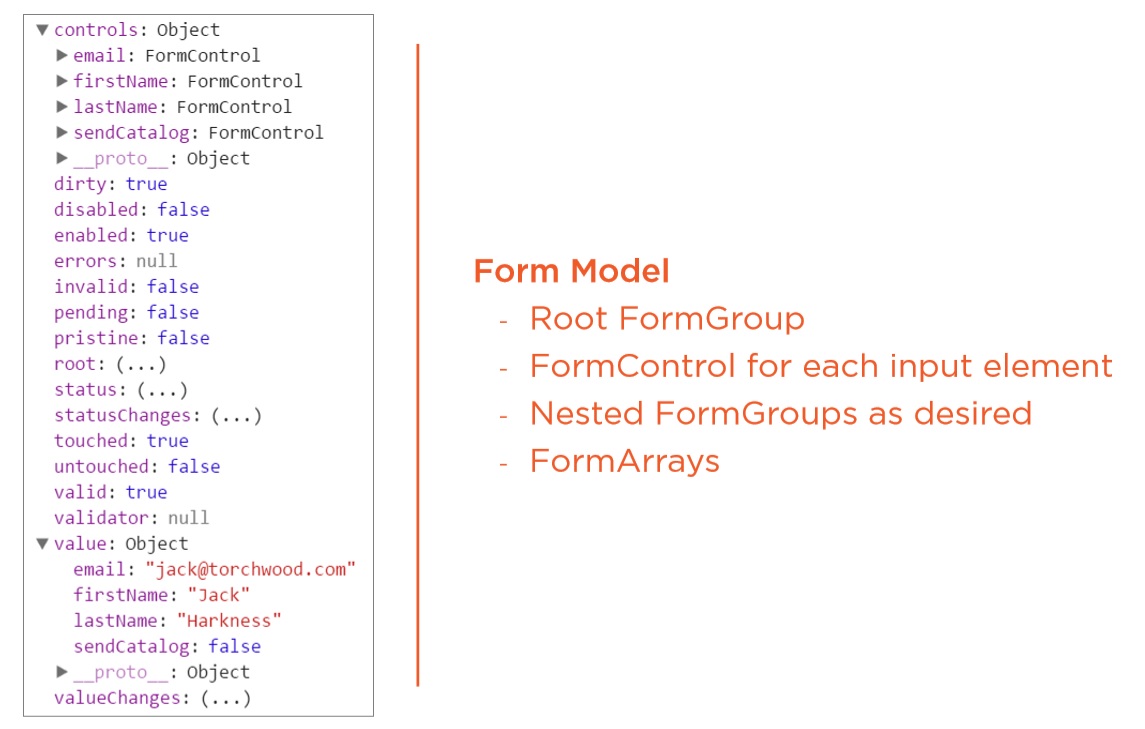 ▼ controls: Object
▶ email: FormControl
▶ firstName: FormControl
▶ lastName: FormControl
▶ sendCatalog: FormControl
▶ __proto__: Object
dirty: true
disabled: false
enabled: true
errors: null
invalid: false
pending: false
pristine: false
root: (...)
status: (...)
statusChanges: (...)
touched: true
untouched: false
valid: true
validator: null
▼ value: Object
email: "jack@torchwood.com"
firstName: "Jack"
lastName: "Harkness"
sendCatalog: false
▶ __proto__: Object
valueChanges: (...)
Form Model
- Root FormGroup
- FormControl for each input element
- Nested FormGroups as desired
- FormArrays